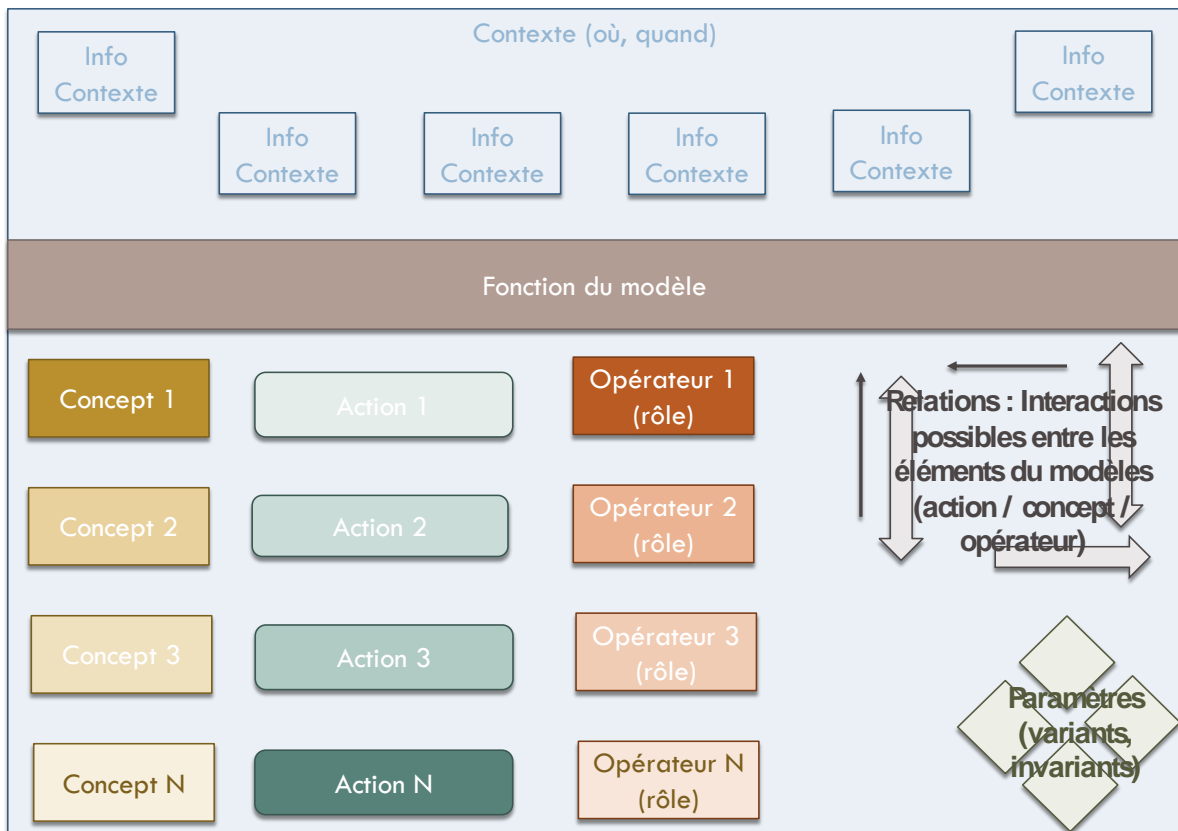 Contexte (où, quand)
Info
Contexte
Info
Contexte
Info
Contexte
Info
Contexte
Info
Contexte
Info
Contexte
Fonction du modèle
Concept 1
Action 1
Opérateur 1
(rôle)
Relations : Interactions
possibles entre les
éléments du modèles
(action / concept /
opérateur)
Concept 2
Action 2
Opérateur 2
(rôle)
Concept 3
Action 3
Opérateur 3
(rôle)
Paramètres
(variants,
invariants)
Concept N
Action N
Opérateur N
(rôle)